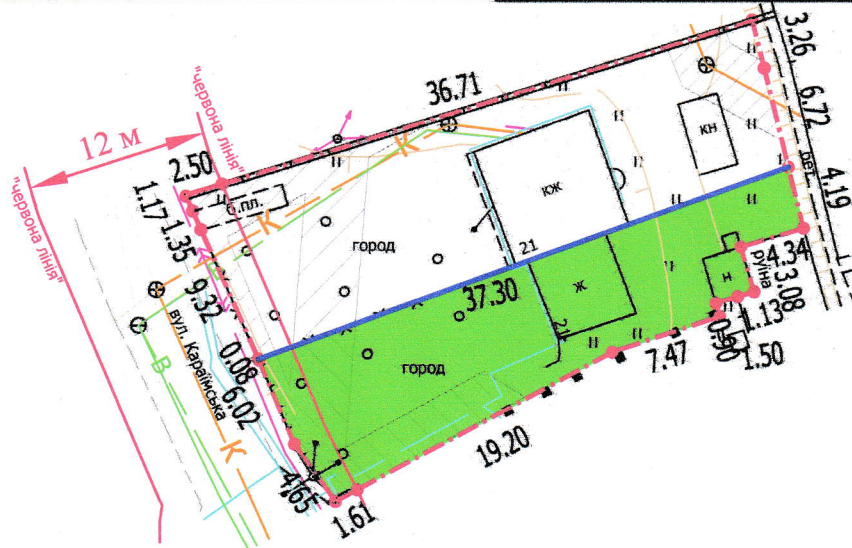 3.26
6.72
4.19
36.71
КН
"червона лінія"
12 м
2.50
"червона лінія"
1.17
1.35
К
б.пл.
К
КЖ
город
21
В
9.32
37.30
Ж
21
4.34
руїна
3.08
Н
1.13
0.90
1.50
7.47
вул. Караїмська
0.08
6.02
город
В
К
19.20
4.65
1.61